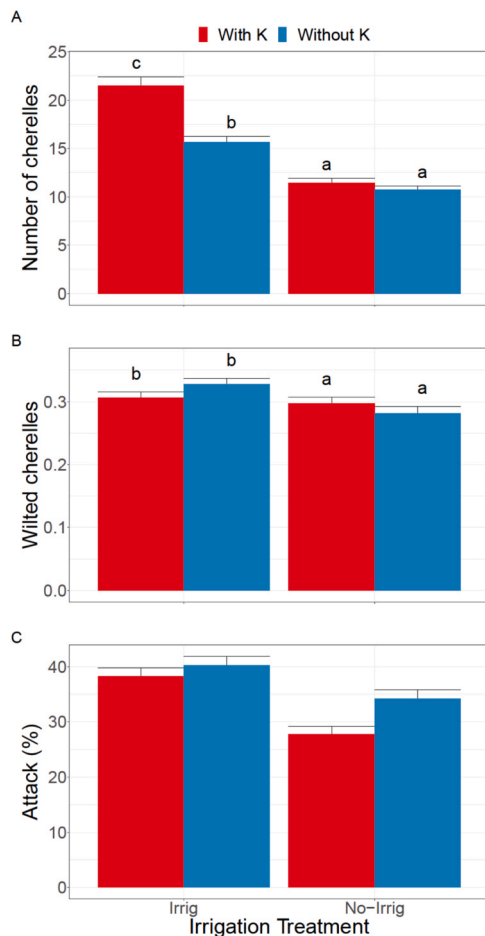 A
With K Without K
Number of cherelles
25
20
15
10
5
0
c
b
a
a
B
Wilted cherelles
0.3
0.2
0.1
0.0
b
b
a
a
C
Attack (%)
40
30
20
10
0
Irrig No-Irrig
Irrigation Treatment